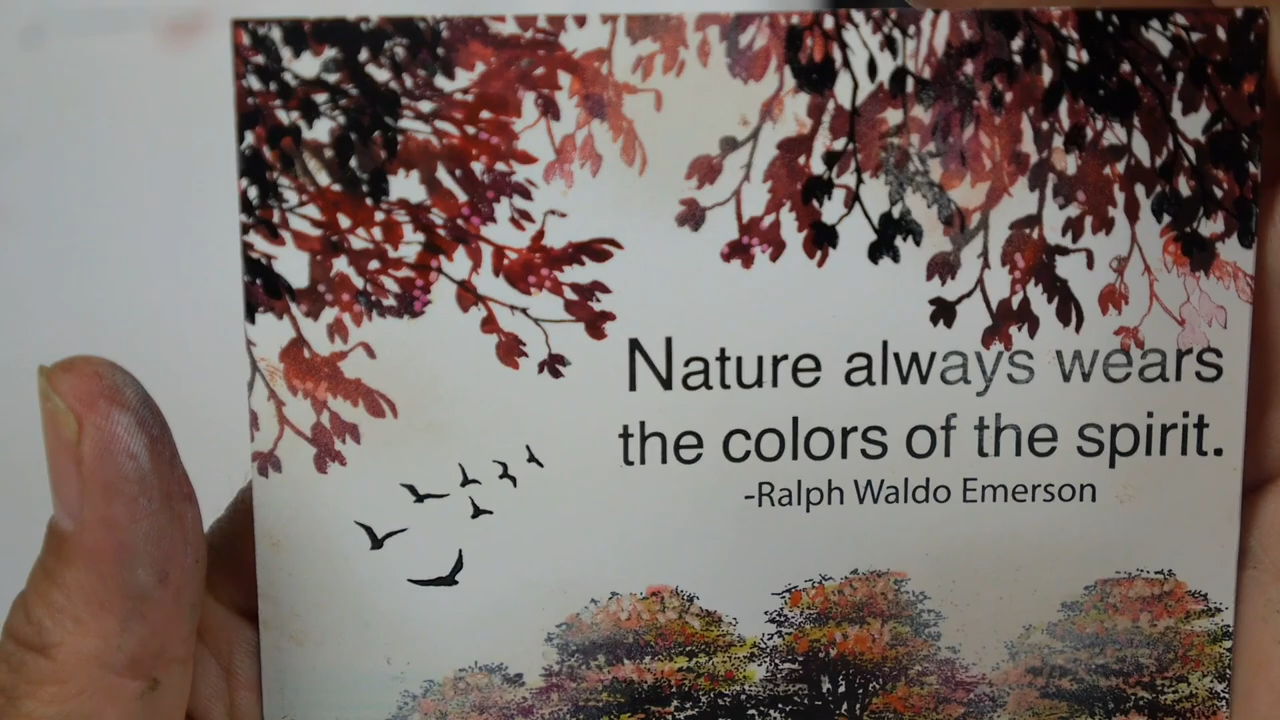 Nature always wears
the colors of the spirit.
-Ralph Waldo Emerson